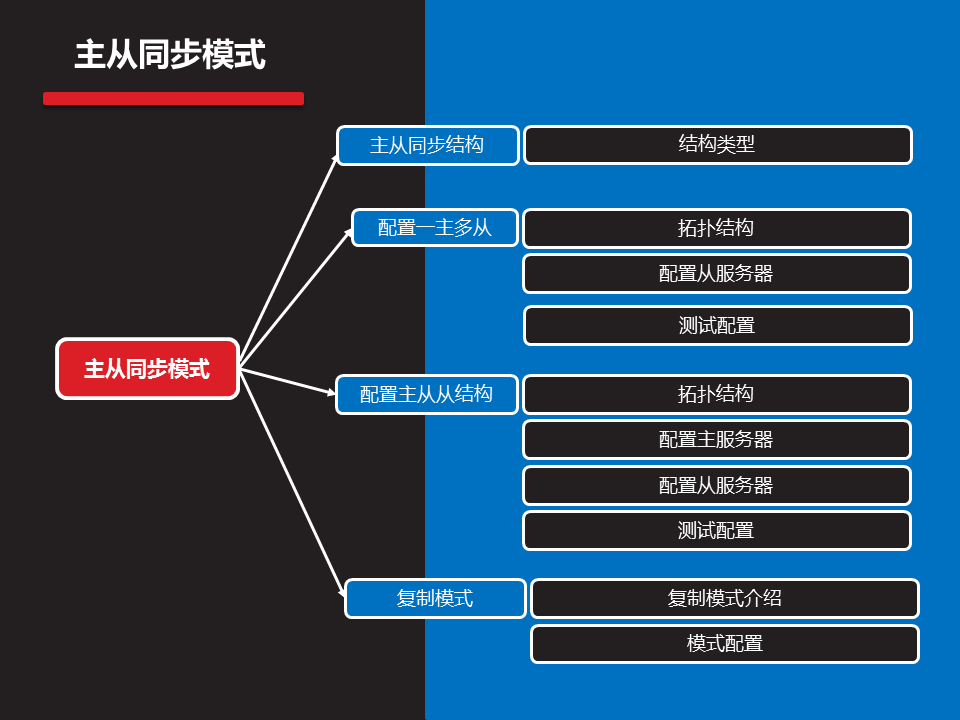 主从同步模式
主从同步结构
结构类型
配置一主多从
拓扑结构
配置从服务器
测试配置
主从同步模式
配置主从从结构
拓扑结构
配置主服务器
配置从服务器
测试配置
复制模式
复制模式介绍
模式配置